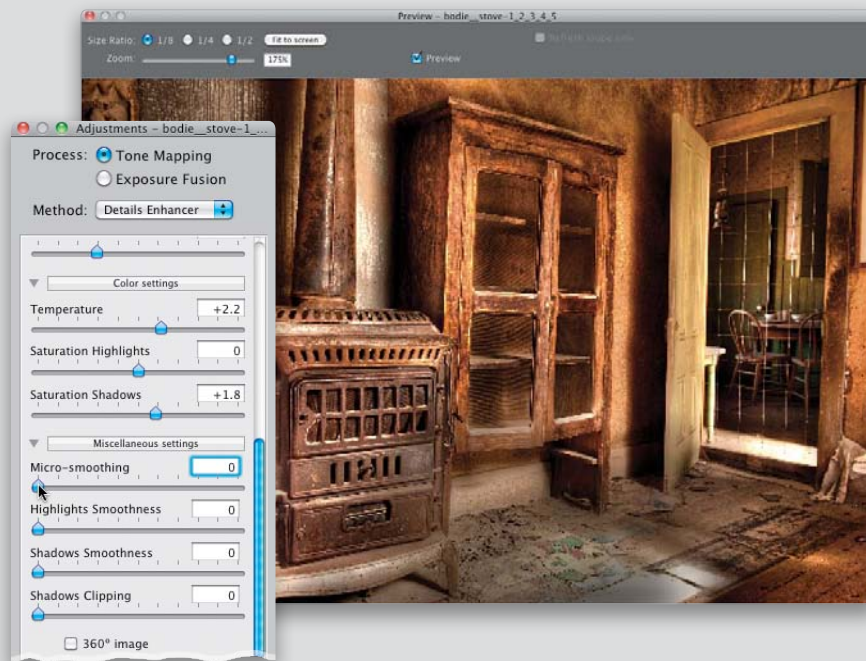 Preview – bodie__stove-1_2_3_4_5
Size Ratio: 1/8 1/4 1/2 Fit to screen
Zoom: 175% Preview
Adjustments – bodie__stove-1_...
Process: Tone Mapping
Exposure Fusion
Method: Details Enhancer
Color settings
Temperature +2.2
Saturation Highlights 0
Saturation Shadows +1.8
Miscellaneous settings
Micro-smoothing 0
Highlights Smoothness 0
Shadows Smoothness 0
Shadows Clipping 0
360° image